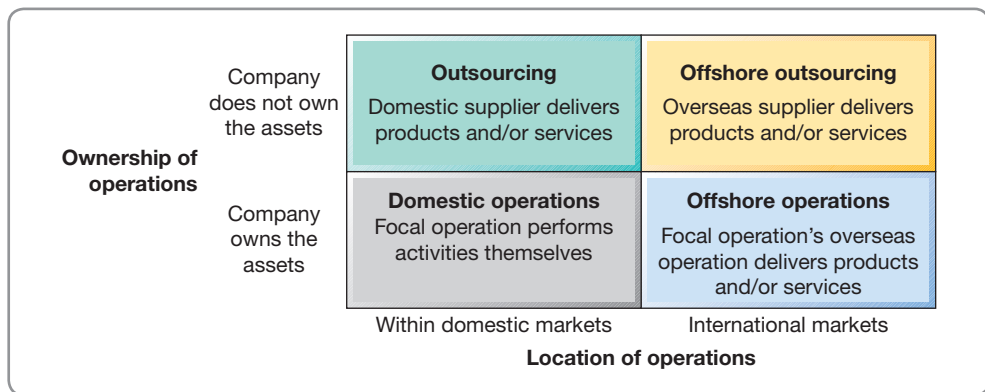 Company
does not own
the assets
Outsourcing
Domestic supplier delivers
products and/or services
Offshore outsourcing
Overseas supplier delivers
products and/or services
Ownership of
operations
Company
owns the
assets
Domestic operations
Focal operation performs
activities themselves
Offshore operations
Focal operation's overseas
operation delivers products
and/or services
Within domestic markets
International markets
Location of operations